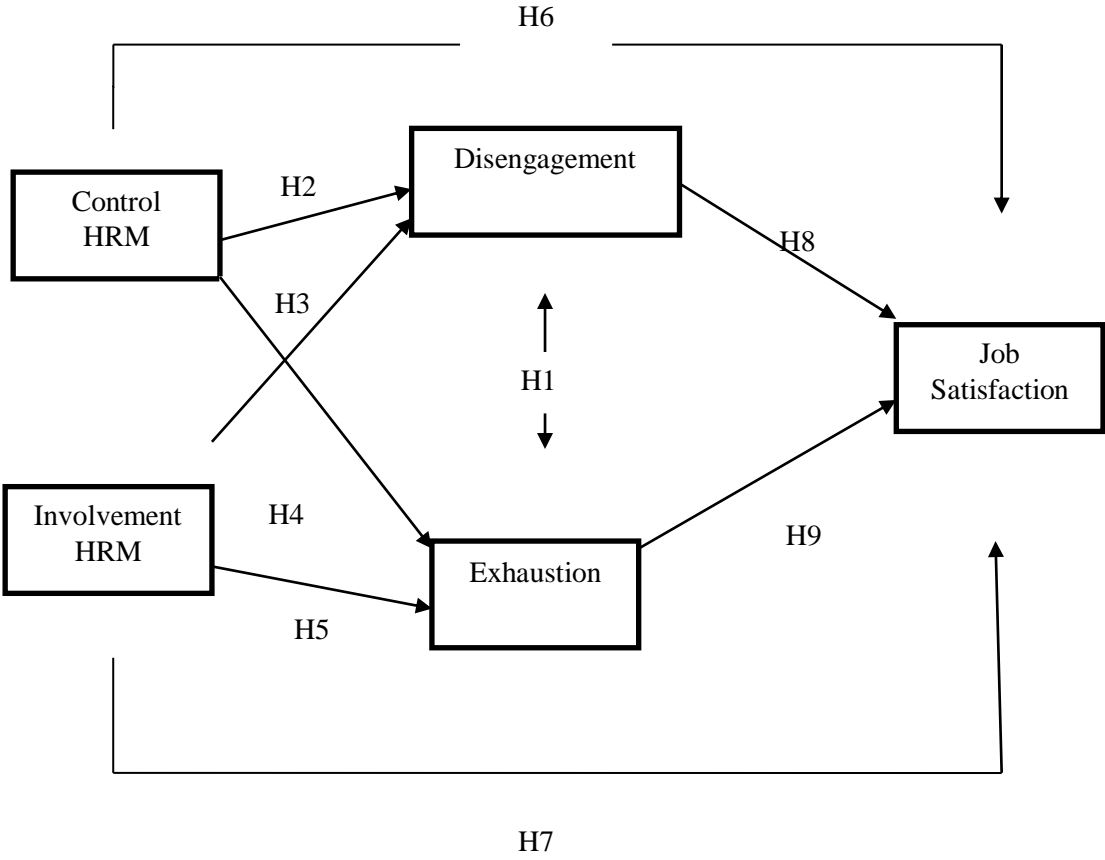 H6
Disengagement
Control
HRM
H2
H8
H3
H1
Job
Satisfaction
Involvement
HRM
H4
H9
Exhaustion
H5
H7